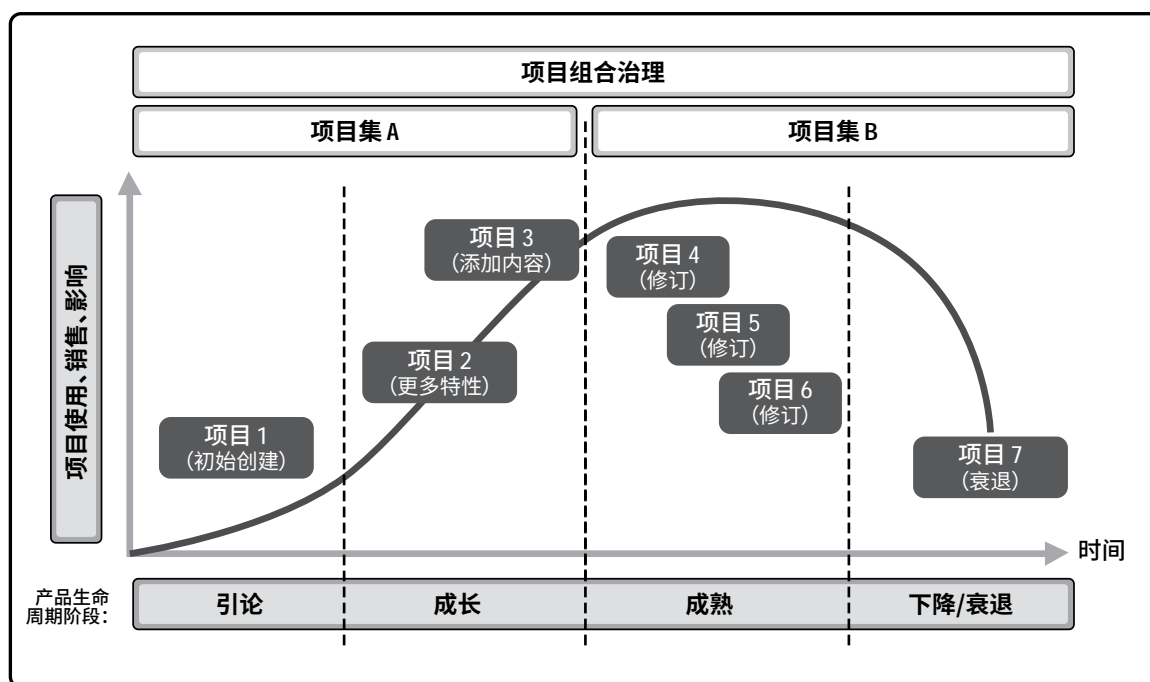 项目组合治理
项目集 A
项目集 B
项目使用、销售、影响
项目 3
（添加内容）
项目 4
（修订）
项目 5
（修订）
项目 2
（更多特性）
项目 6
（修订）
项目 1
（初始创建）
项目 7
（衰退）
时间
产品生命
周期阶段：
引论
成长
成熟
下降/衰退